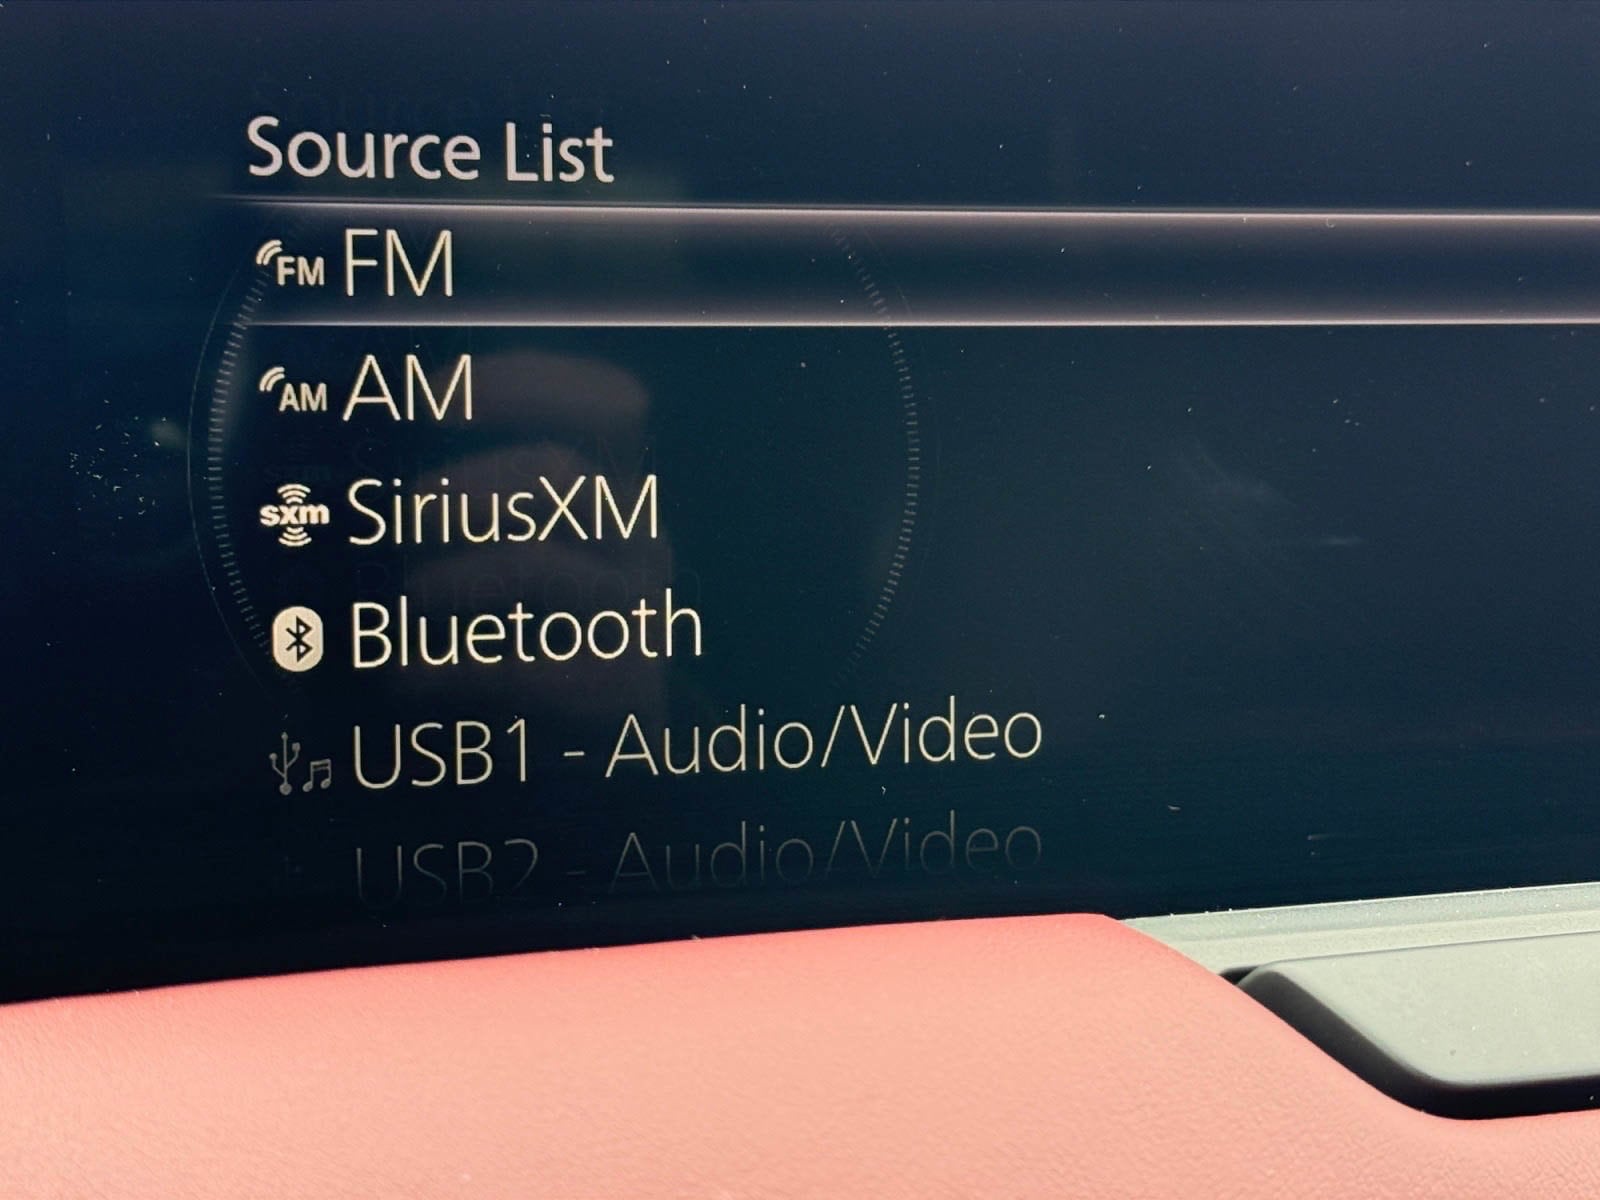 Source List
FM FM
AM AM
sxm SiriusXM
Bluetooth
USB1 - Audio/Video
USB2 - Audio/Video